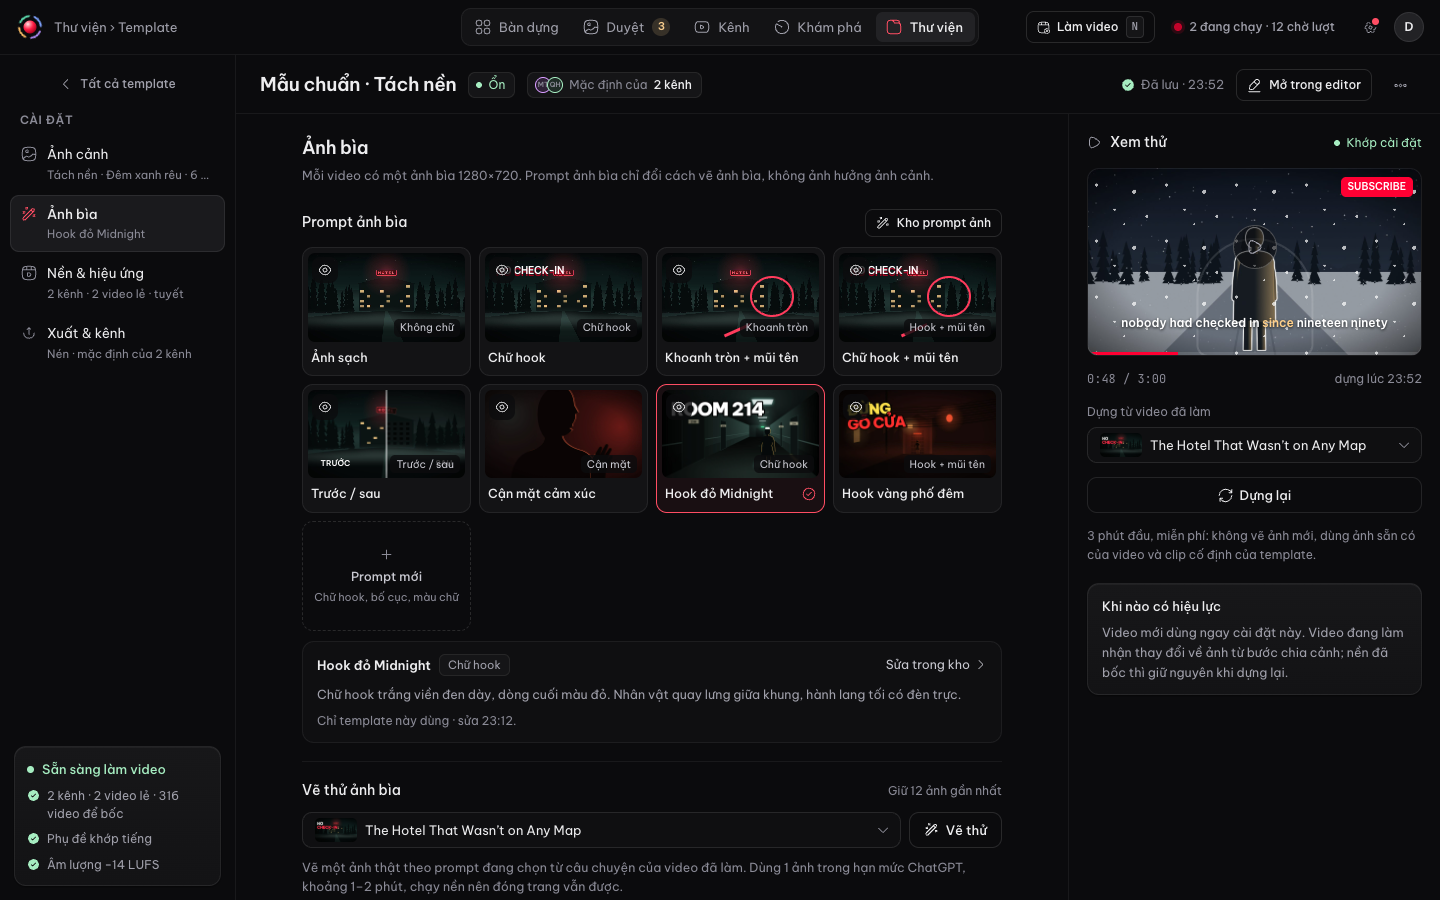 Thư viện › Template
Bàn dựng
Duyệt 3
Kênh
Khám phá
Thư viện
Làm video N
2 đang chạy · 12 chờ lượt
D
Tất cả template
CÀI ĐẶT
Ảnh cảnh
Tách nền · Đêm xanh rêu · 6 ...
Ảnh bìa
Hook đỏ Midnight
Nền & hiệu ứng
2 kênh · 2 video lẻ · tuyết
Xuất & kênh
Nén · mặc định của 2 kênh
Sẵn sàng làm video
2 kênh · 2 video lẻ · 316
video để bốc
Phụ đề khớp tiếng
Âm lượng -14 LUFS
Mẫu chuẩn · Tách nền
Ổn
Mặc định của 2 kênh
Đã lưu · 23:52
Mở trong editor
Ảnh bìa
Mỗi video có một ảnh bìa 1280×720. Prompt ảnh bìa chỉ đổi cách vẽ ảnh bìa, không ảnh hưởng ảnh cảnh.
Prompt ảnh bìa
Kho prompt ảnh
Không chữ
Ảnh sạch
CHECK-IN
Chữ hook
Chữ hook
Khoanh tròn
Khoanh tròn + mũi tên
CHECK-IN
Hook + mũi tên
Chữ hook + mũi tên
TRƯỚC
Trước / sau
Trước / sau
Cận mặt
Cận mặt cảm xúc
ROOM 214
Chữ hook
Hook đỏ Midnight
GÕ CỬA
Hook + mũi tên
Hook vàng phố đêm
Prompt mới
Chữ hook, bố cục, màu chữ
Hook đỏ Midnight
Chữ hook
Sửa trong kho
Chữ hook trắng viền đen dày, dòng cuối màu đỏ. Nhân vật quay lưng giữa khung, hành lang tối có đèn trực.
Chỉ template này dùng · sửa 23:12.
Vẽ thử ảnh bìa
Giữ 12 ảnh gần nhất
The Hotel That Wasn't on Any Map
Vẽ thử
Vẽ một ảnh thật theo prompt đang chọn từ câu chuyện của video đã làm. Dùng 1 ảnh trong hạn mức ChatGPT,
khoảng 1–2 phút, chạy nền nên đóng trang vẫn được.
Xem thử
Khớp cài đặt
SUBSCRIBE
nobody had checked in since nineteen ninety
0:48 / 3:00
dựng lúc 23:52
Dựng từ video đã làm
The Hotel That Wasn't on Any Map
Dựng lại
3 phút đầu, miễn phí: không vẽ ảnh mới, dùng ảnh sẵn có
của video và clip cố định của template.
Khi nào có hiệu lực
Video mới dùng ngay cài đặt này. Video đang làm
nhận thay đổi về ảnh từ bước chia cảnh; nền đã
bốc thì giữ nguyên khi dựng lại.